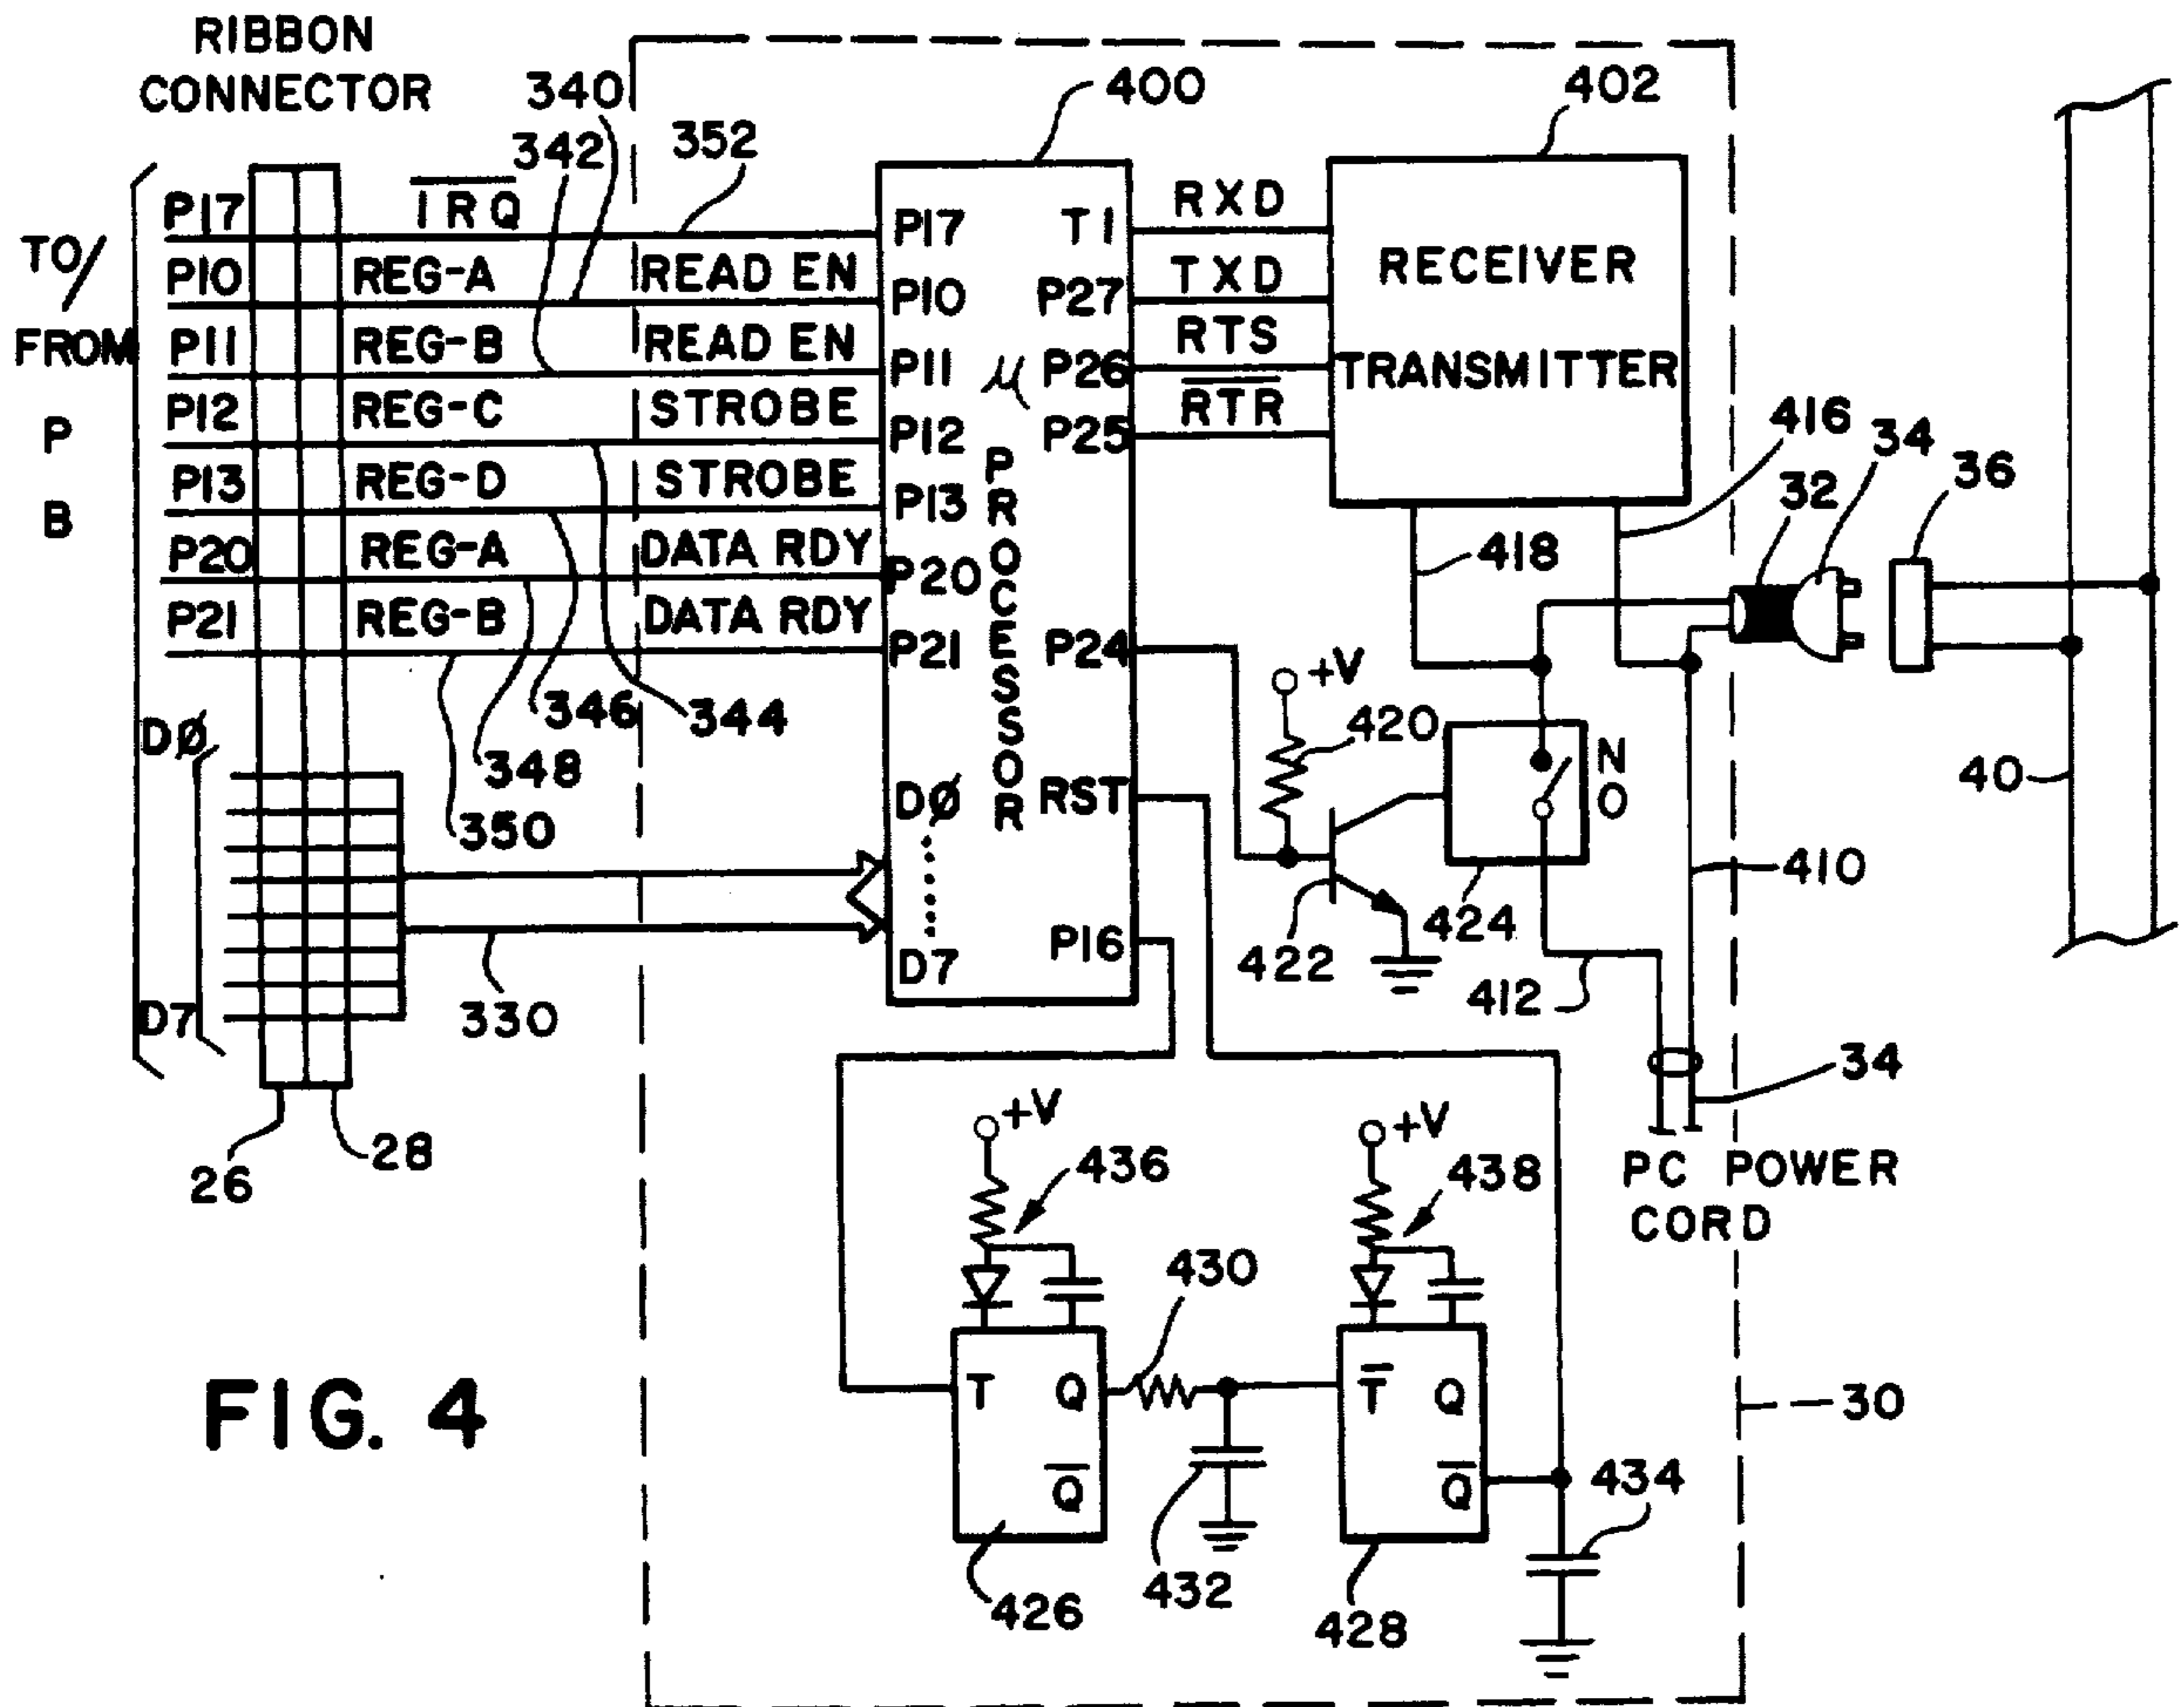 RIBBON
CONNECTOR
TO/
FROM
P
B
P17
P10
P11
P12
P13
P20
P21
DØ
D7
26
28
I̅R̅Q̅
REG-A READ EN
REG-B READ EN
REG-C STROBE
REG-D STROBE
REG-A DATA RDY
REG-B DATA RDY
340
342
352
346
344
348
350
330
400
P17
P10
P11
P12
P13
P20
P21
DØ
D7
μ PROCESSOR
T1
P27
P26
P25
P24
RST
P16
RXD
TXD
RTS
R̅T̅R̅
402
RECEIVER
TRANSMITTER
416
418
32
34
36
40
+V
420
422
424
NO
410
412
34
PC POWER
CORD
+V
436
+V
438
430
T Q
Q̅
426
432
T̅ Q
Q̅
428
434
30
FIG. 4